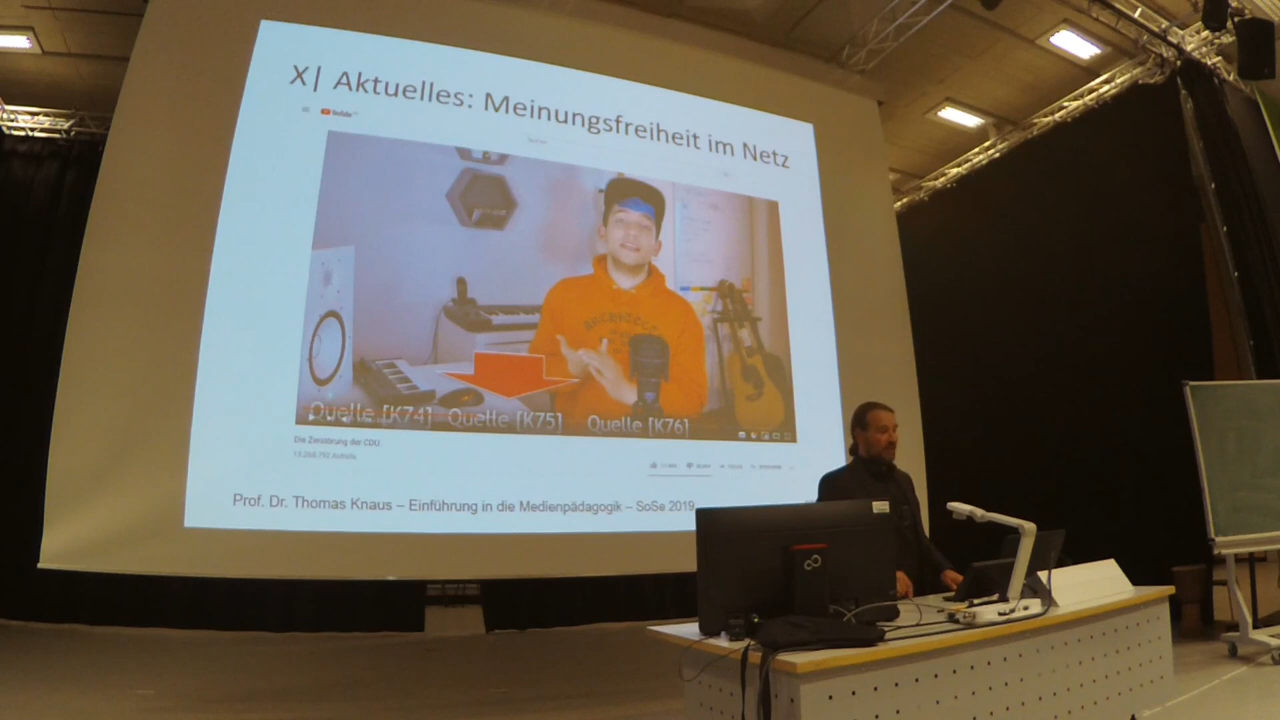 X| Aktuelles: Meinungsfreiheit im Netz
YouTube
Quelle [K74] Quelle [K75] Quelle [K76]
Die Zerstörung der CDU.
Prof. Dr. Thomas Knaus – Einführung in die Medienpädagogik – SoSe 2019